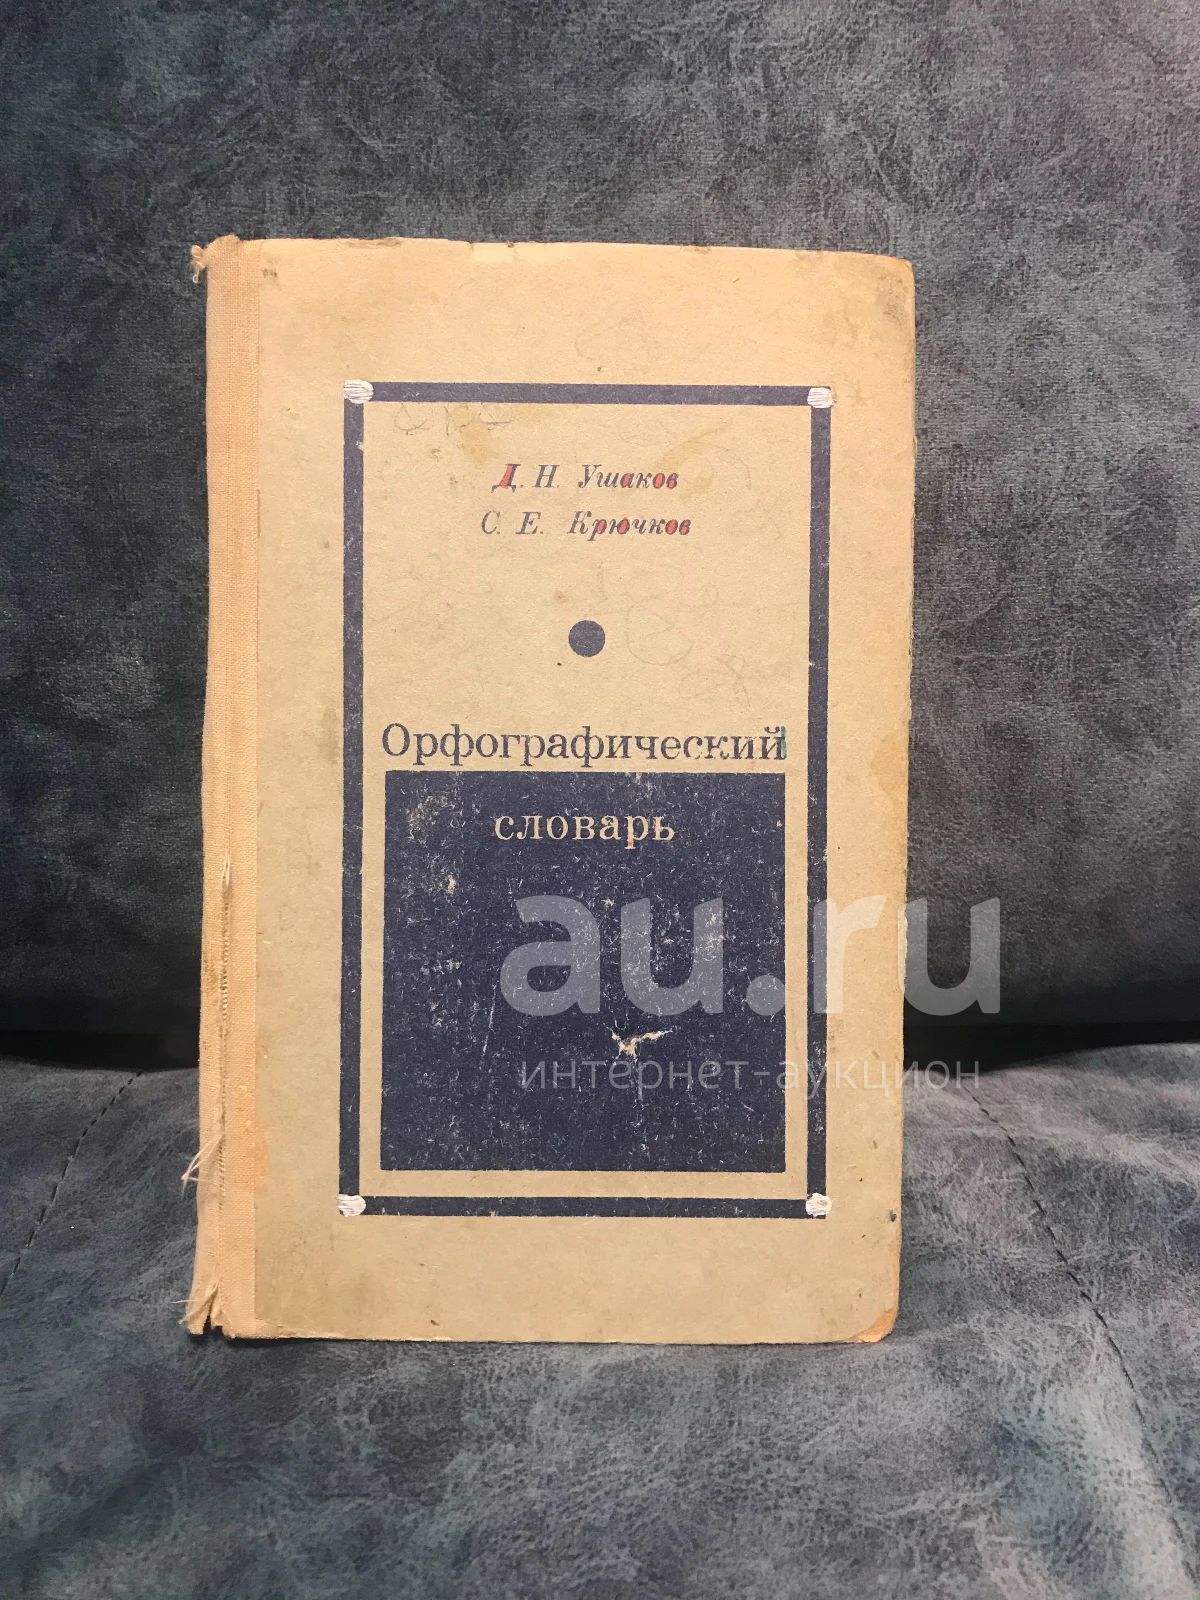 Д. Н. Ушаков
С. Е. Крючков
Орфографический
словарь
au.ru
интернет-аукцион